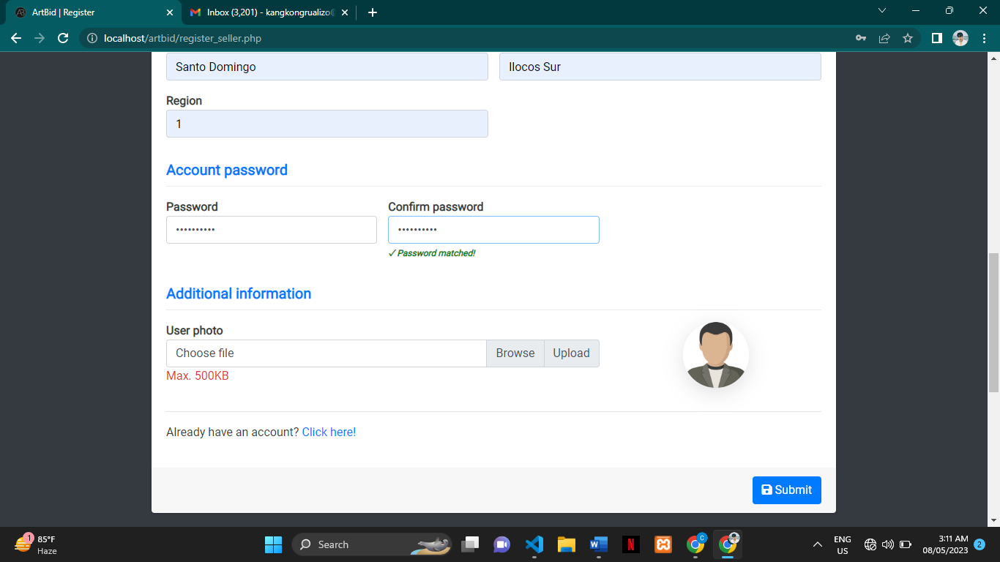 ArtBid | Register
Inbox (3,201) - kangkongrualizo@
localhost/artbid/register_seller.php
Santo Domingo
Ilocos Sur
Region
1
Account password
Password
Confirm password
••••••••••
••••••••••
✓ Password matched!
Additional information
User photo
Choose file
Browse
Upload
Max. 500KB
Already have an account? Click here!
Submit
1
85°F
Haze
Search
C
ENG
US
3:11 AM
08/05/2023
2